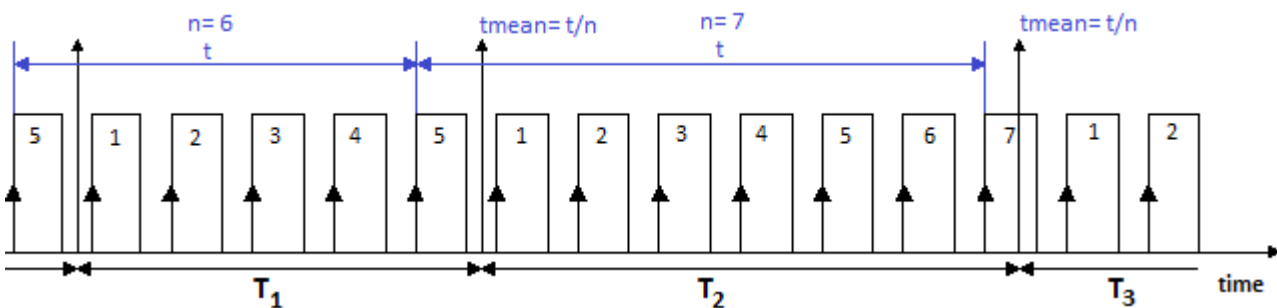 n= 6
tmean= t/n
n= 7
tmean= t/n
t
t
5 1 2 3 4 5 1 2 3 4 5 6 7 1 2
T1
T2
T3
time